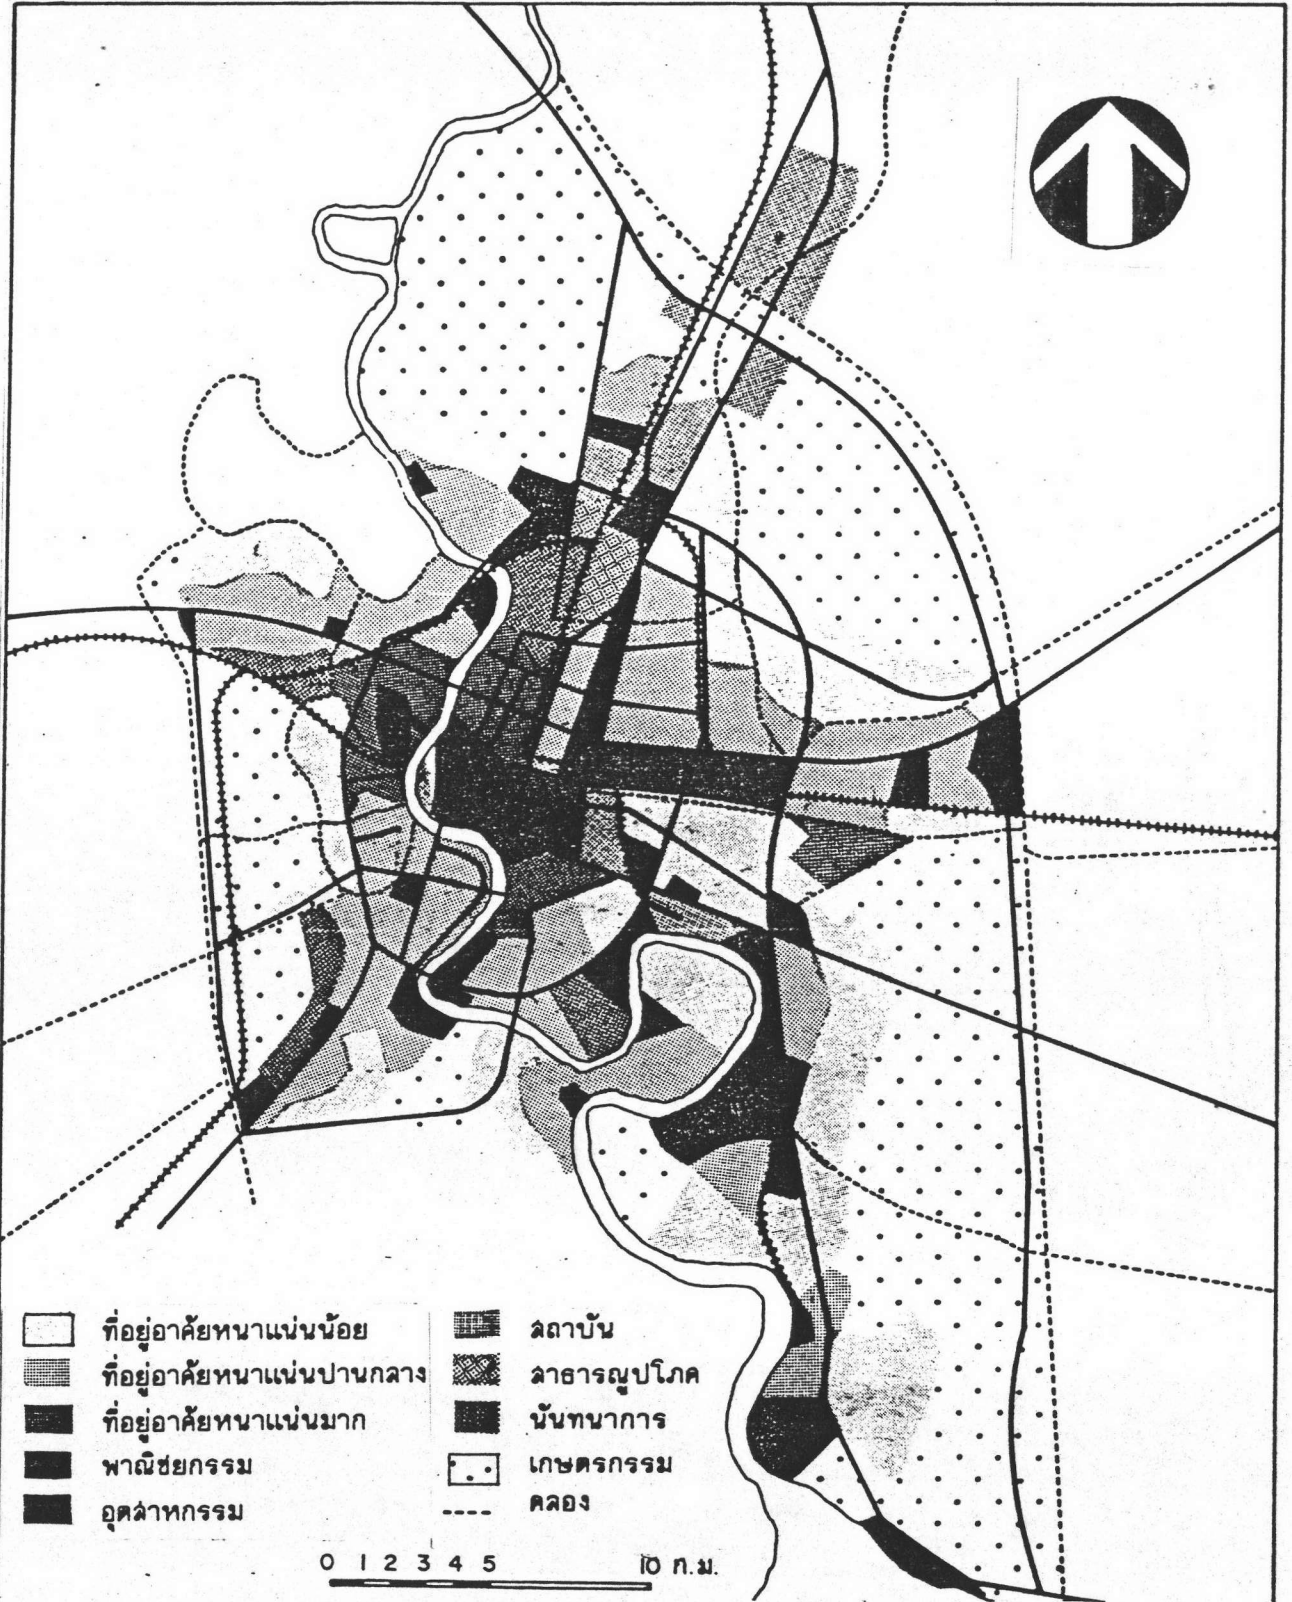 ที่อยู่อาศัยหนาแน่นน้อย
ที่อยู่อาศัยหนาแน่นปานกลาง
ที่อยู่อาศัยหนาแน่นมาก
พาณิชยกรรม
อุตสาหกรรม
สถาบัน
สาธารณูปโภค
นันทนาการ
เกษตรกรรม
คลอง
0 1 2 3 4 5 10 ก.ม.